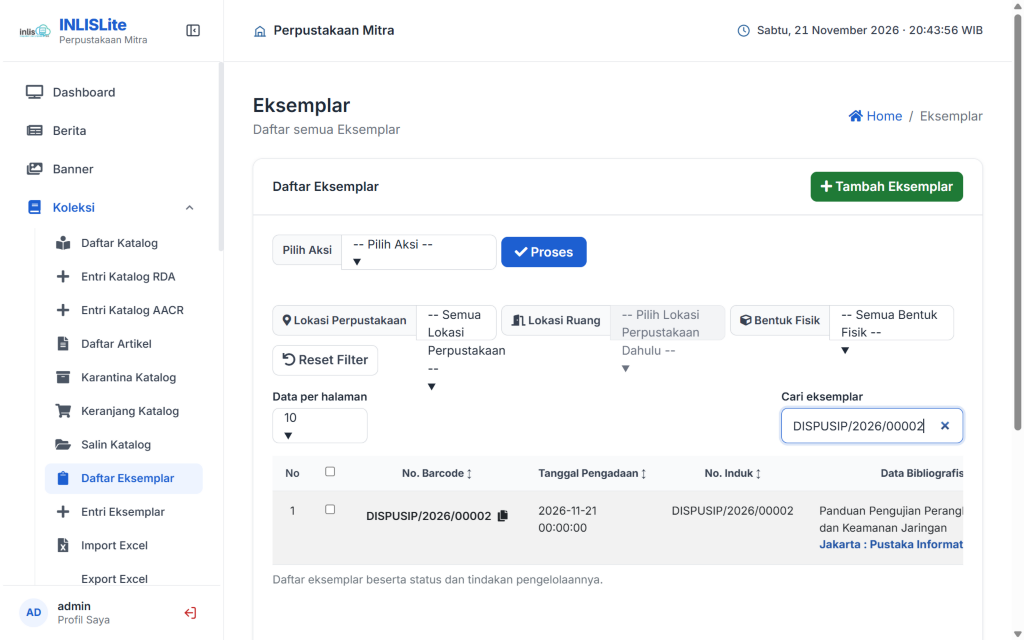 inlis
INLISLite
Perpustakaan Mitra
Perpustakaan Mitra
Sabtu, 21 November 2026 · 20:43:56 WIB
Dashboard
Berita
Banner
Koleksi
Daftar Katalog
Entri Katalog RDA
Entri Katalog AACR
Daftar Artikel
Karantina Katalog
Keranjang Katalog
Salin Katalog
Daftar Eksemplar
Entri Eksemplar
Import Excel
Export Excel
AD
admin
Profil Saya
Eksemplar
Daftar semua Eksemplar
Home / Eksemplar
Daftar Eksemplar
Tambah Eksemplar
Pilih Aksi
-- Pilih Aksi --
Proses
Lokasi Perpustakaan
-- Semua
Lokasi
Perpustakaan
--
Lokasi Ruang
-- Pilih Lokasi
Perpustakaan
Dahulu --
Bentuk Fisik
-- Semua Bentuk
Fisik --
Reset Filter
Data per halaman
10
Cari eksemplar
DISPUSIP/2026/00002
No
No. Barcode
Tanggal Pengadaan
No. Induk
Data Bibliografis
1
DISPUSIP/2026/00002
2026-11-21
00:00:00
DISPUSIP/2026/00002
Panduan Pengujian Perangk
dan Keamanan Jaringan
Jakarta : Pustaka Informat
Daftar eksemplar beserta status dan tindakan pengelolaannya.